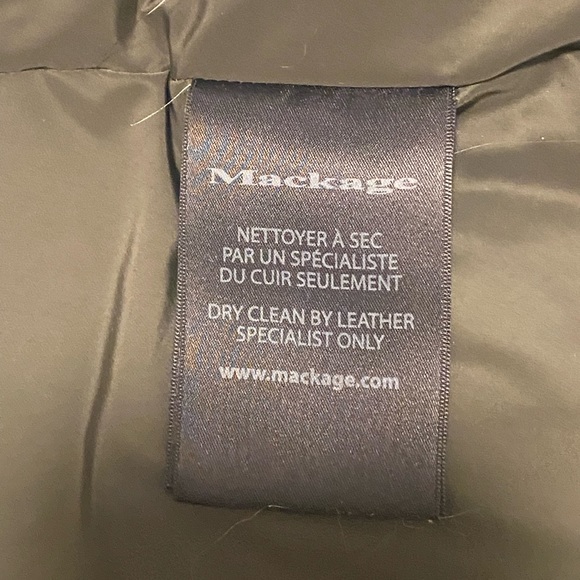 Mackage
NETTOYER À SEC
PAR UN SPÉCIALISTE
DU CUIR SEULEMENT
DRY CLEAN BY LEATHER
SPECIALIST ONLY
www.mackage.com